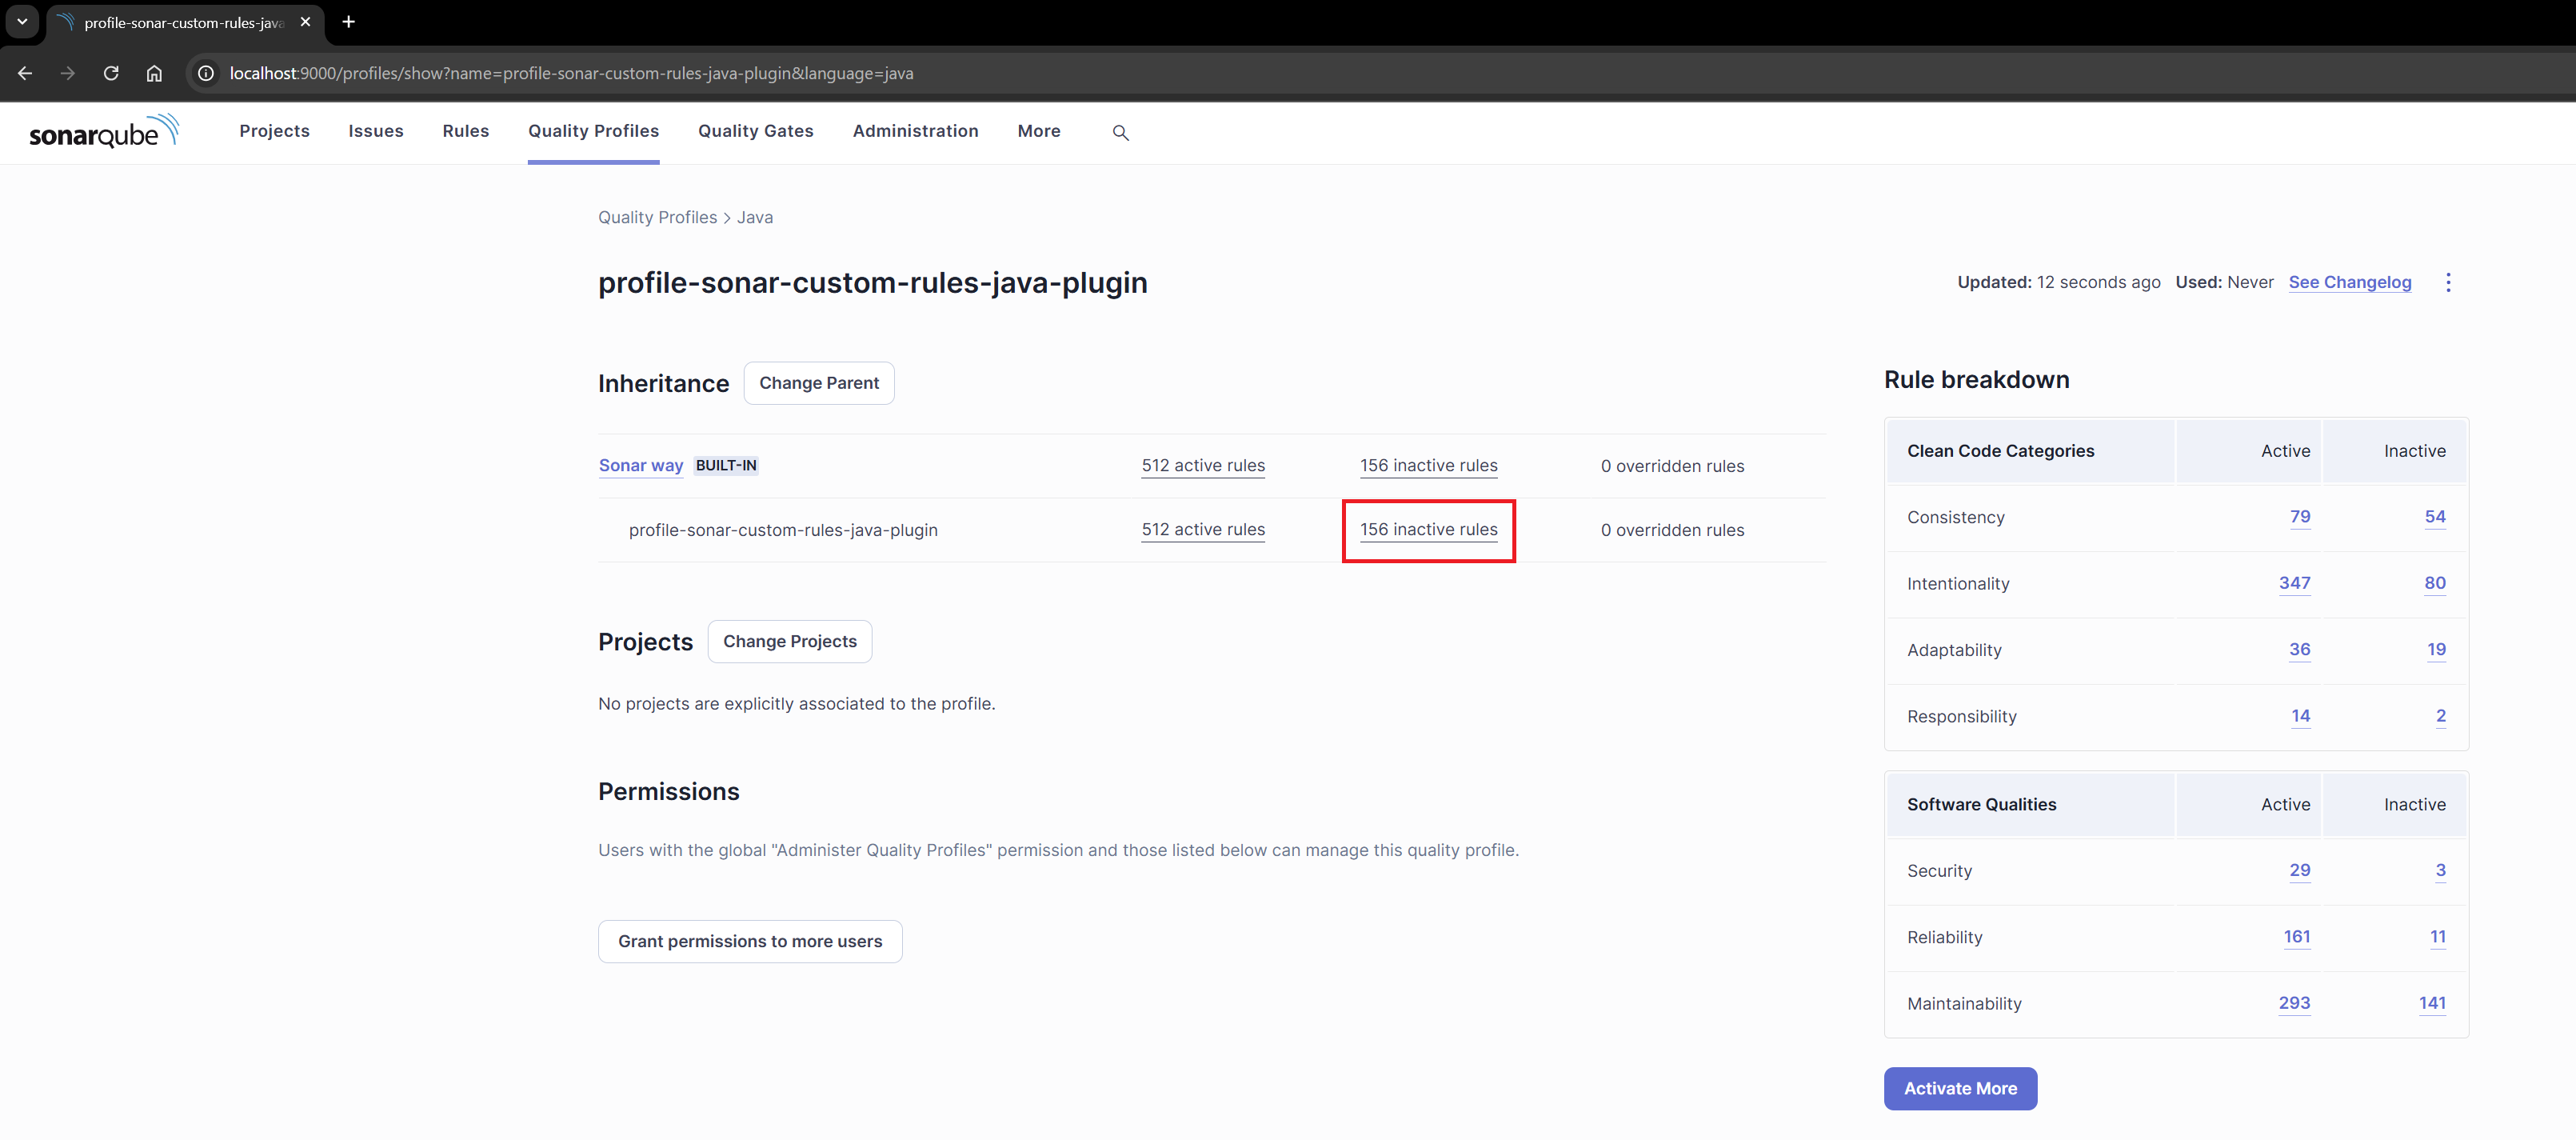 profile-sonar-custom-rules-java
localhost:9000/profiles/show?name=profile-sonar-custom-rules-java-plugin&language=java
sonarqube
Projects Issues Rules Quality Profiles Quality Gates Administration More
Quality Profiles > Java
profile-sonar-custom-rules-java-plugin
Updated: 12 seconds ago Used: Never See Changelog
Inheritance Change Parent
Sonar way BUILT-IN 512 active rules 156 inactive rules 0 overridden rules
profile-sonar-custom-rules-java-plugin 512 active rules 156 inactive rules 0 overridden rules
Projects Change Projects
No projects are explicitly associated to the profile.
Permissions
Users with the global "Administer Quality Profiles" permission and those listed below can manage this quality profile.
Grant permissions to more users
Rule breakdown
Clean Code Categories Active Inactive
Consistency 79 54
Intentionality 347 80
Adaptability 36 19
Responsibility 14 2
Software Qualities Active Inactive
Security 29 3
Reliability 161 11
Maintainability 293 141
Activate More